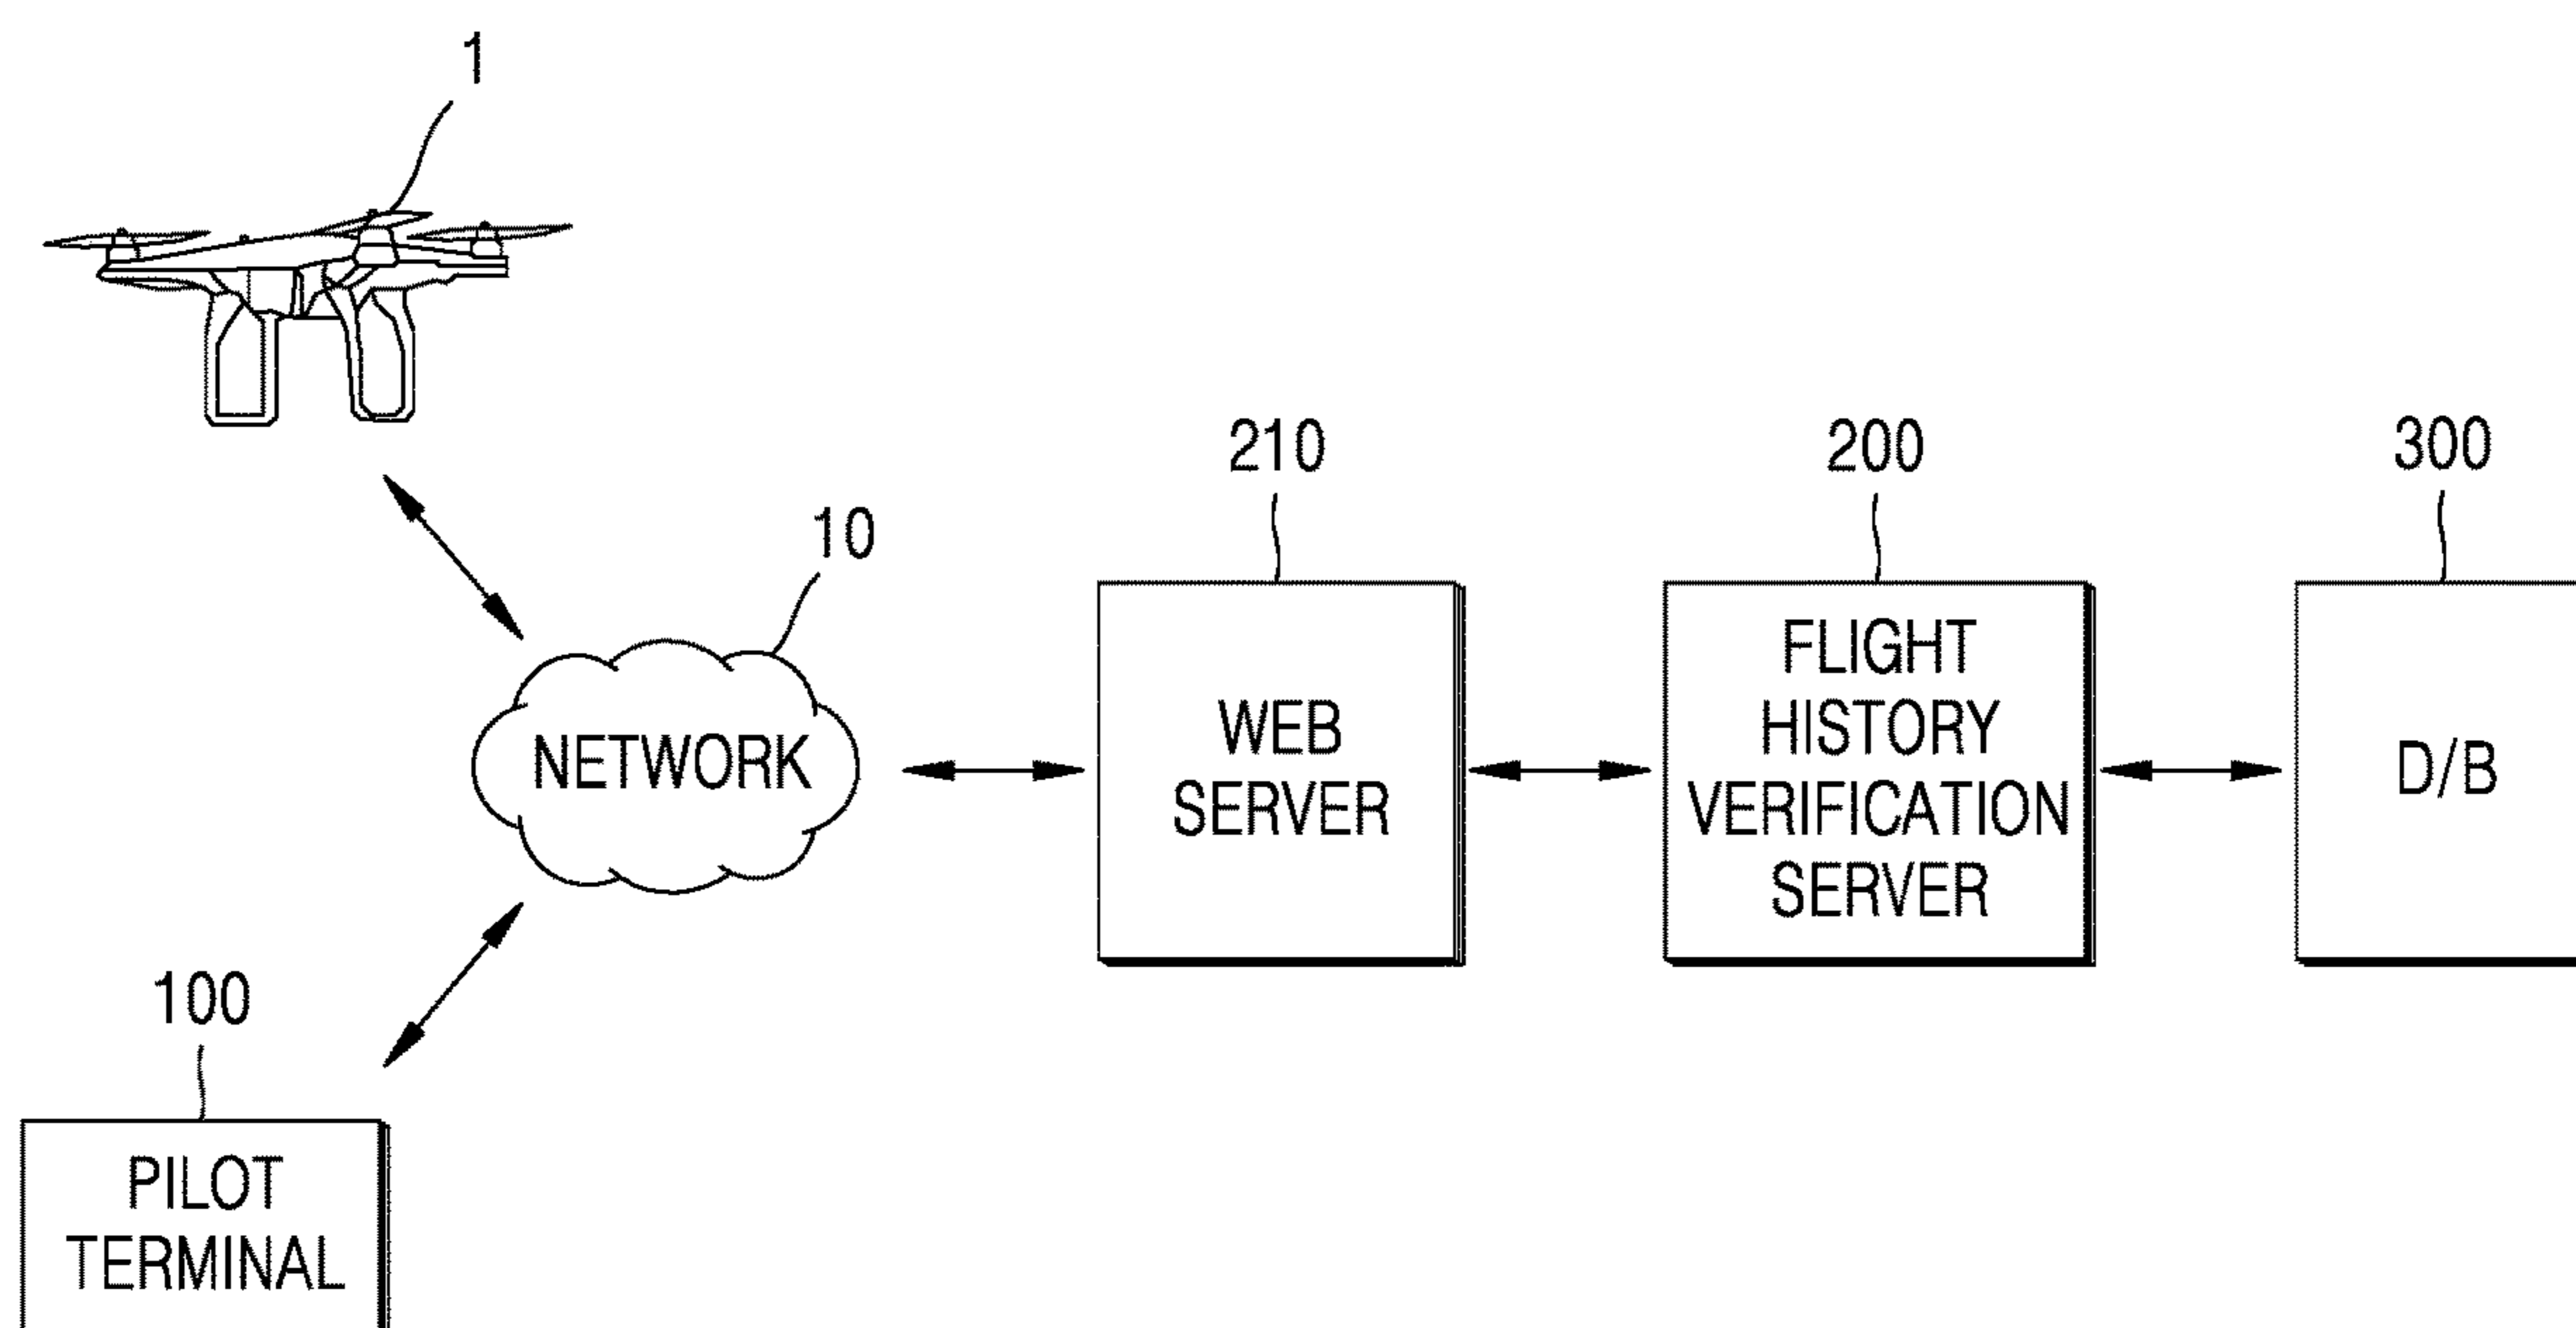 1
10
NETWORK
210
WEB
SERVER
200
FLIGHT
HISTORY
VERIFICATION
SERVER
300
D/B
100
PILOT
TERMINAL